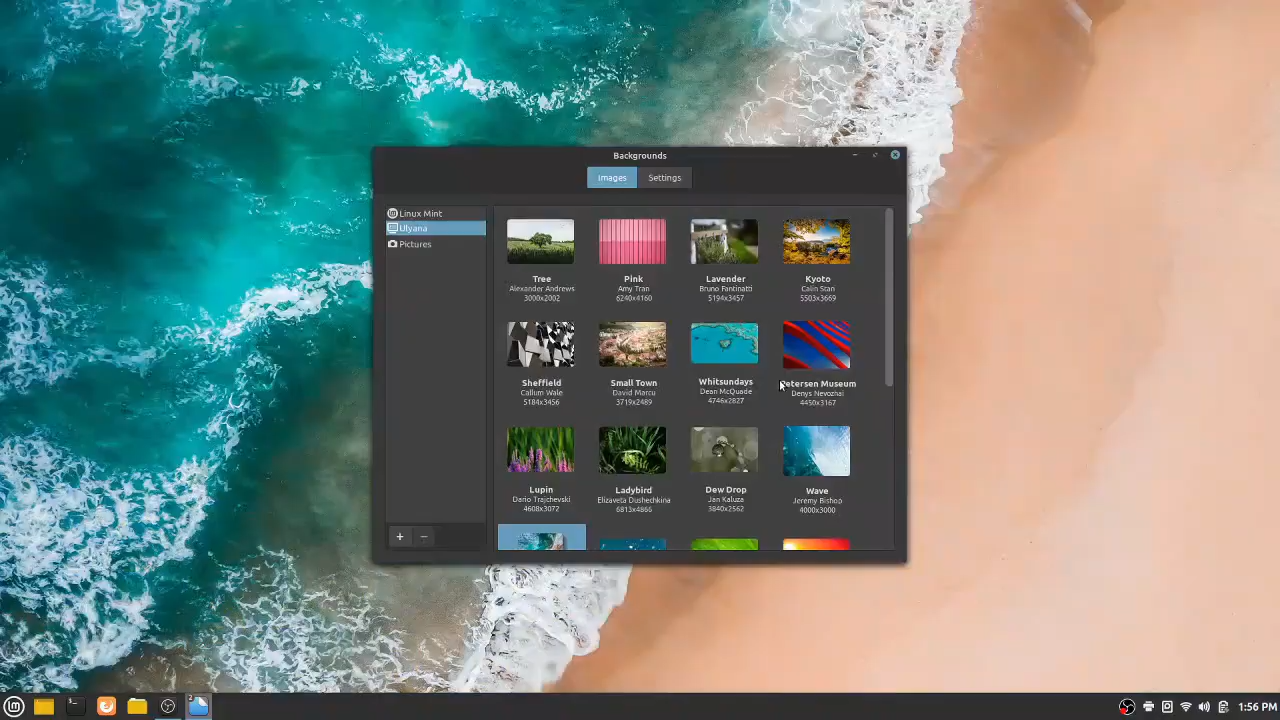 Backgrounds
Images Settings
Linux Mint
Ulyana
Pictures
Tree
Alexander Andrews
3000x2002
Pink
Amy Tran
6240x4160
Lavender
Bruno Fantinatti
5194x3457
Kyoto
Calin Stan
5503x3669
Sheffield
Callum Wale
5184x3456
Small Town
David Marcu
3719x2489
Whitsundays
Dean McQuade
4746x2827
Petersen Museum
Denys Nevozhai
4450x3167
Lupin
Dario Trajchevski
4608x3072
Ladybird
Elizaveta Dushechkina
6813x4866
Dew Drop
Jan Kaluza
3840x2562
Wave
Jeremy Bishop
4000x3000
+ −
2
1:56 PM